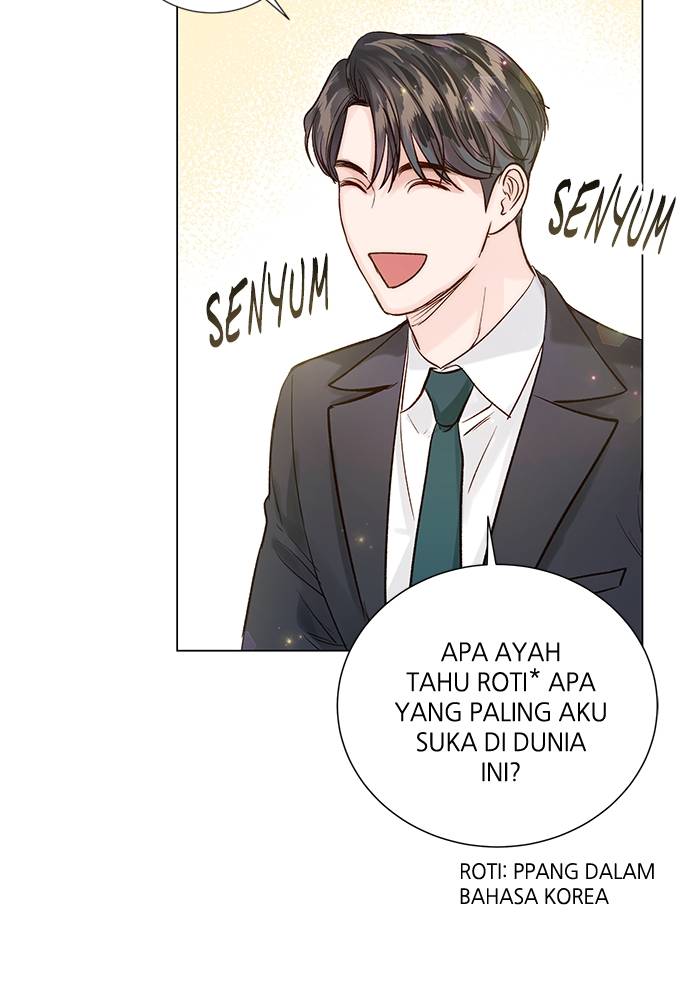 SENYUM
SENYUM
APA AYAH
TAHU ROTI* APA
YANG PALING AKU
SUKA DI DUNIA
INI?
ROTI: PPANG DALAM
BAHASA KOREA